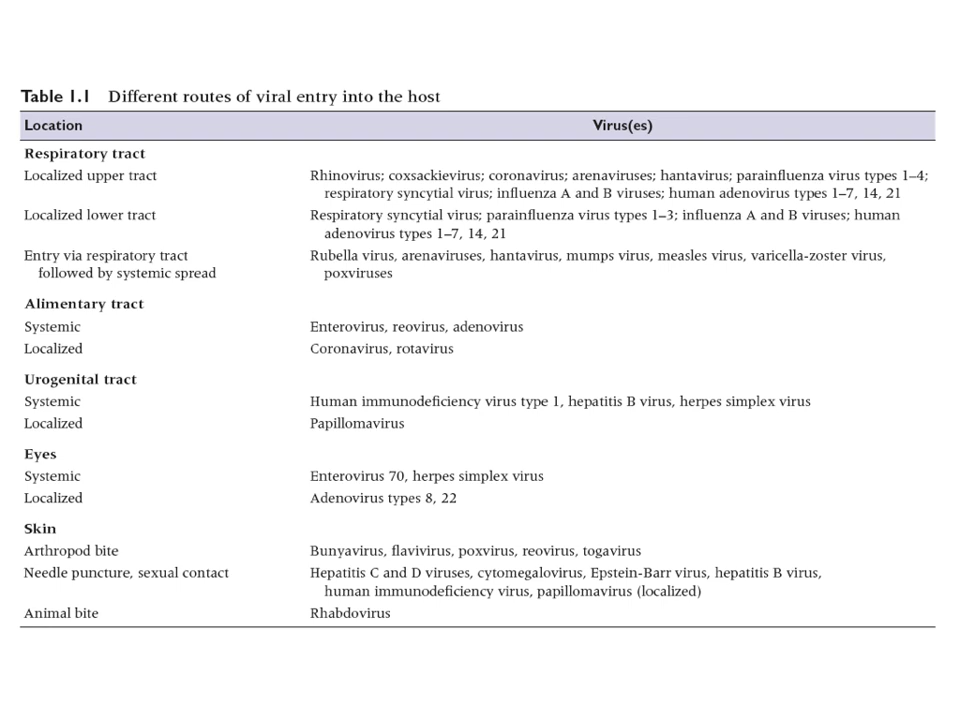 Table 1.1 Different routes of viral entry into the host
Location Virus(es)
Respiratory tract
Localized upper tract Rhinovirus; coxsackievirus; coronavirus; arenaviruses; hantavirus; parainfluenza virus types 1–4;
respiratory syncytial virus; influenza A and B viruses; human adenovirus types 1–7, 14, 21
Localized lower tract Respiratory syncytial virus; parainfluenza virus types 1–3; influenza A and B viruses; human
adenovirus types 1–7, 14, 21
Entry via respiratory tract Rubella virus, arenaviruses, hantavirus, mumps virus, measles virus, varicella-zoster virus,
followed by systemic spread poxviruses
Alimentary tract
Systemic Enterovirus, reovirus, adenovirus
Localized Coronavirus, rotavirus
Urogenital tract
Systemic Human immunodeficiency virus type 1, hepatitis B virus, herpes simplex virus
Localized Papillomavirus
Eyes
Systemic Enterovirus 70, herpes simplex virus
Localized Adenovirus types 8, 22
Skin
Arthropod bite Bunyavirus, flavivirus, poxvirus, reovirus, togavirus
Needle puncture, sexual contact Hepatitis C and D viruses, cytomegalovirus, Epstein-Barr virus, hepatitis B virus,
human immunodeficiency virus, papillomavirus (localized)
Animal bite Rhabdovirus